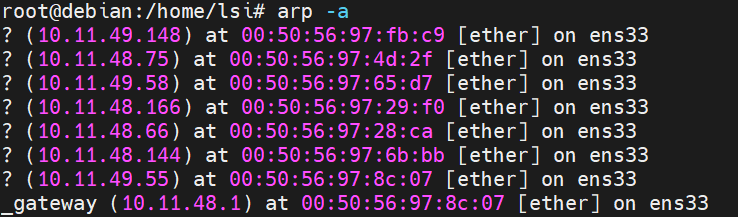 root@debian:/home/lsi# arp -a
? (10.11.49.148) at 00:50:56:97:fb:c9 [ether] on ens33
? (10.11.48.75) at 00:50:56:97:4d:2f [ether] on ens33
? (10.11.49.58) at 00:50:56:97:65:d7 [ether] on ens33
? (10.11.48.166) at 00:50:56:97:29:f0 [ether] on ens33
? (10.11.48.66) at 00:50:56:97:28:ca [ether] on ens33
? (10.11.48.144) at 00:50:56:97:6b:bb [ether] on ens33
? (10.11.49.55) at 00:50:56:97:8c:07 [ether] on ens33
_gateway (10.11.48.1) at 00:50:56:97:8c:07 [ether] on ens33